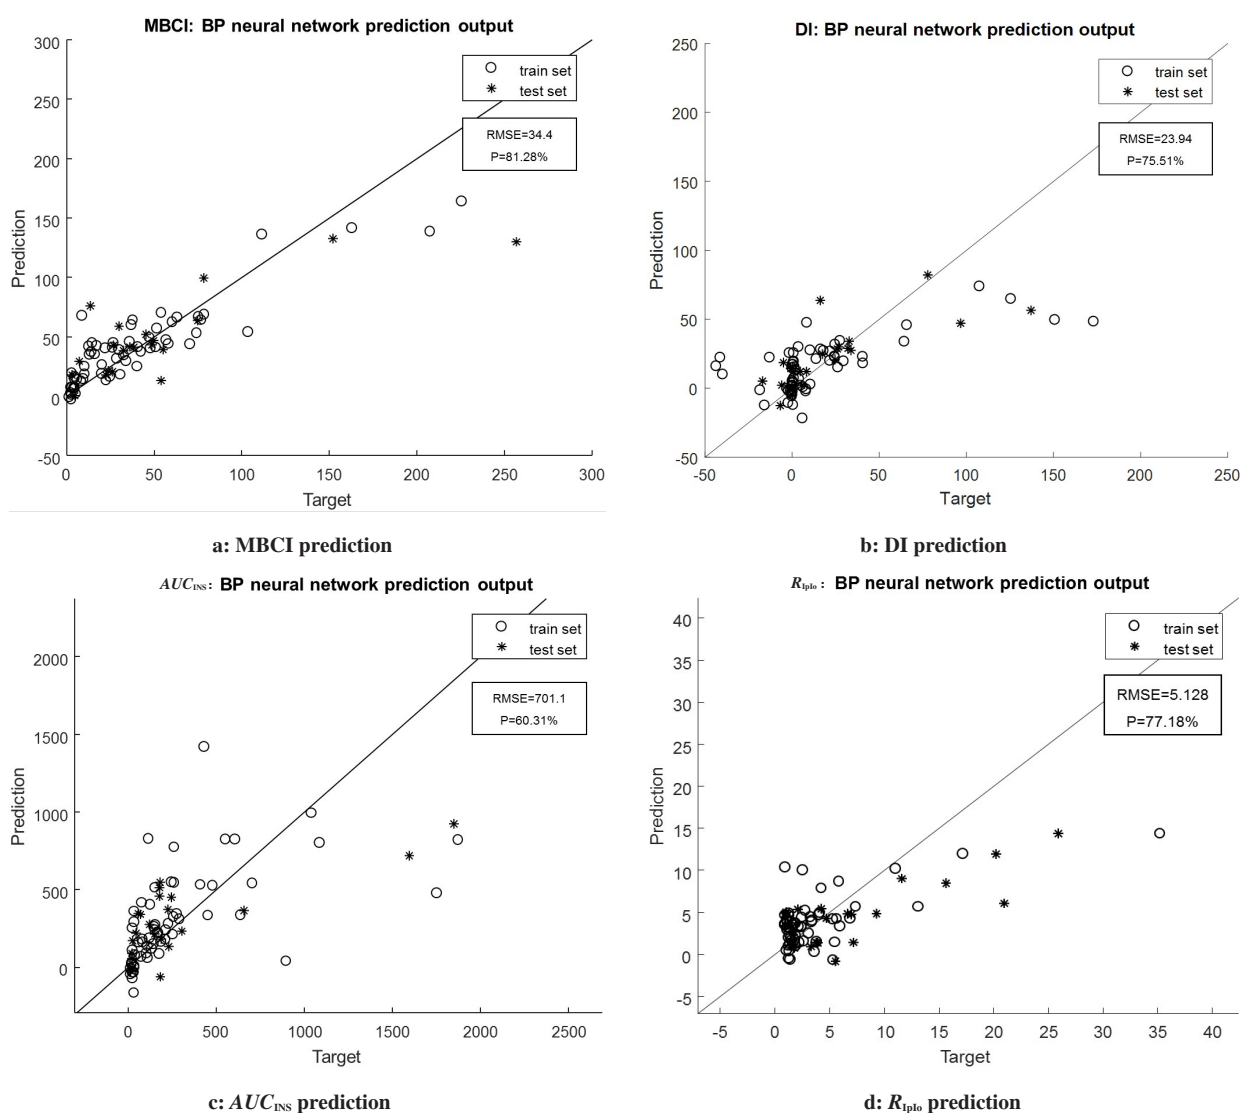 MBCI: BP neural network prediction output
300
250
200
150
100
50
0
-50
0 50 100 150 200 250 300
Prediction
Target
train set
test set
RMSE=34.4
P=81.28%
a: MBCI prediction
DI: BP neural network prediction output
250
200
150
100
50
0
-50
-50 0 50 100 150 200 250
Prediction
Target
train set
test set
RMSE=23.94
P=75.51%
b: DI prediction
AUC_INS: BP neural network prediction output
2000
1500
1000
500
0
0 500 1000 1500 2000 2500
Prediction
Target
train set
test set
RMSE=701.1
P=60.31%
c: AUC_INS prediction
R_IpIo: BP neural network prediction output
40
35
30
25
20
15
10
5
0
-5
-5 0 5 10 15 20 25 30 35 40
Prediction
Target
train set
test set
RMSE=5.128
P=77.18%
d: R_IpIo prediction